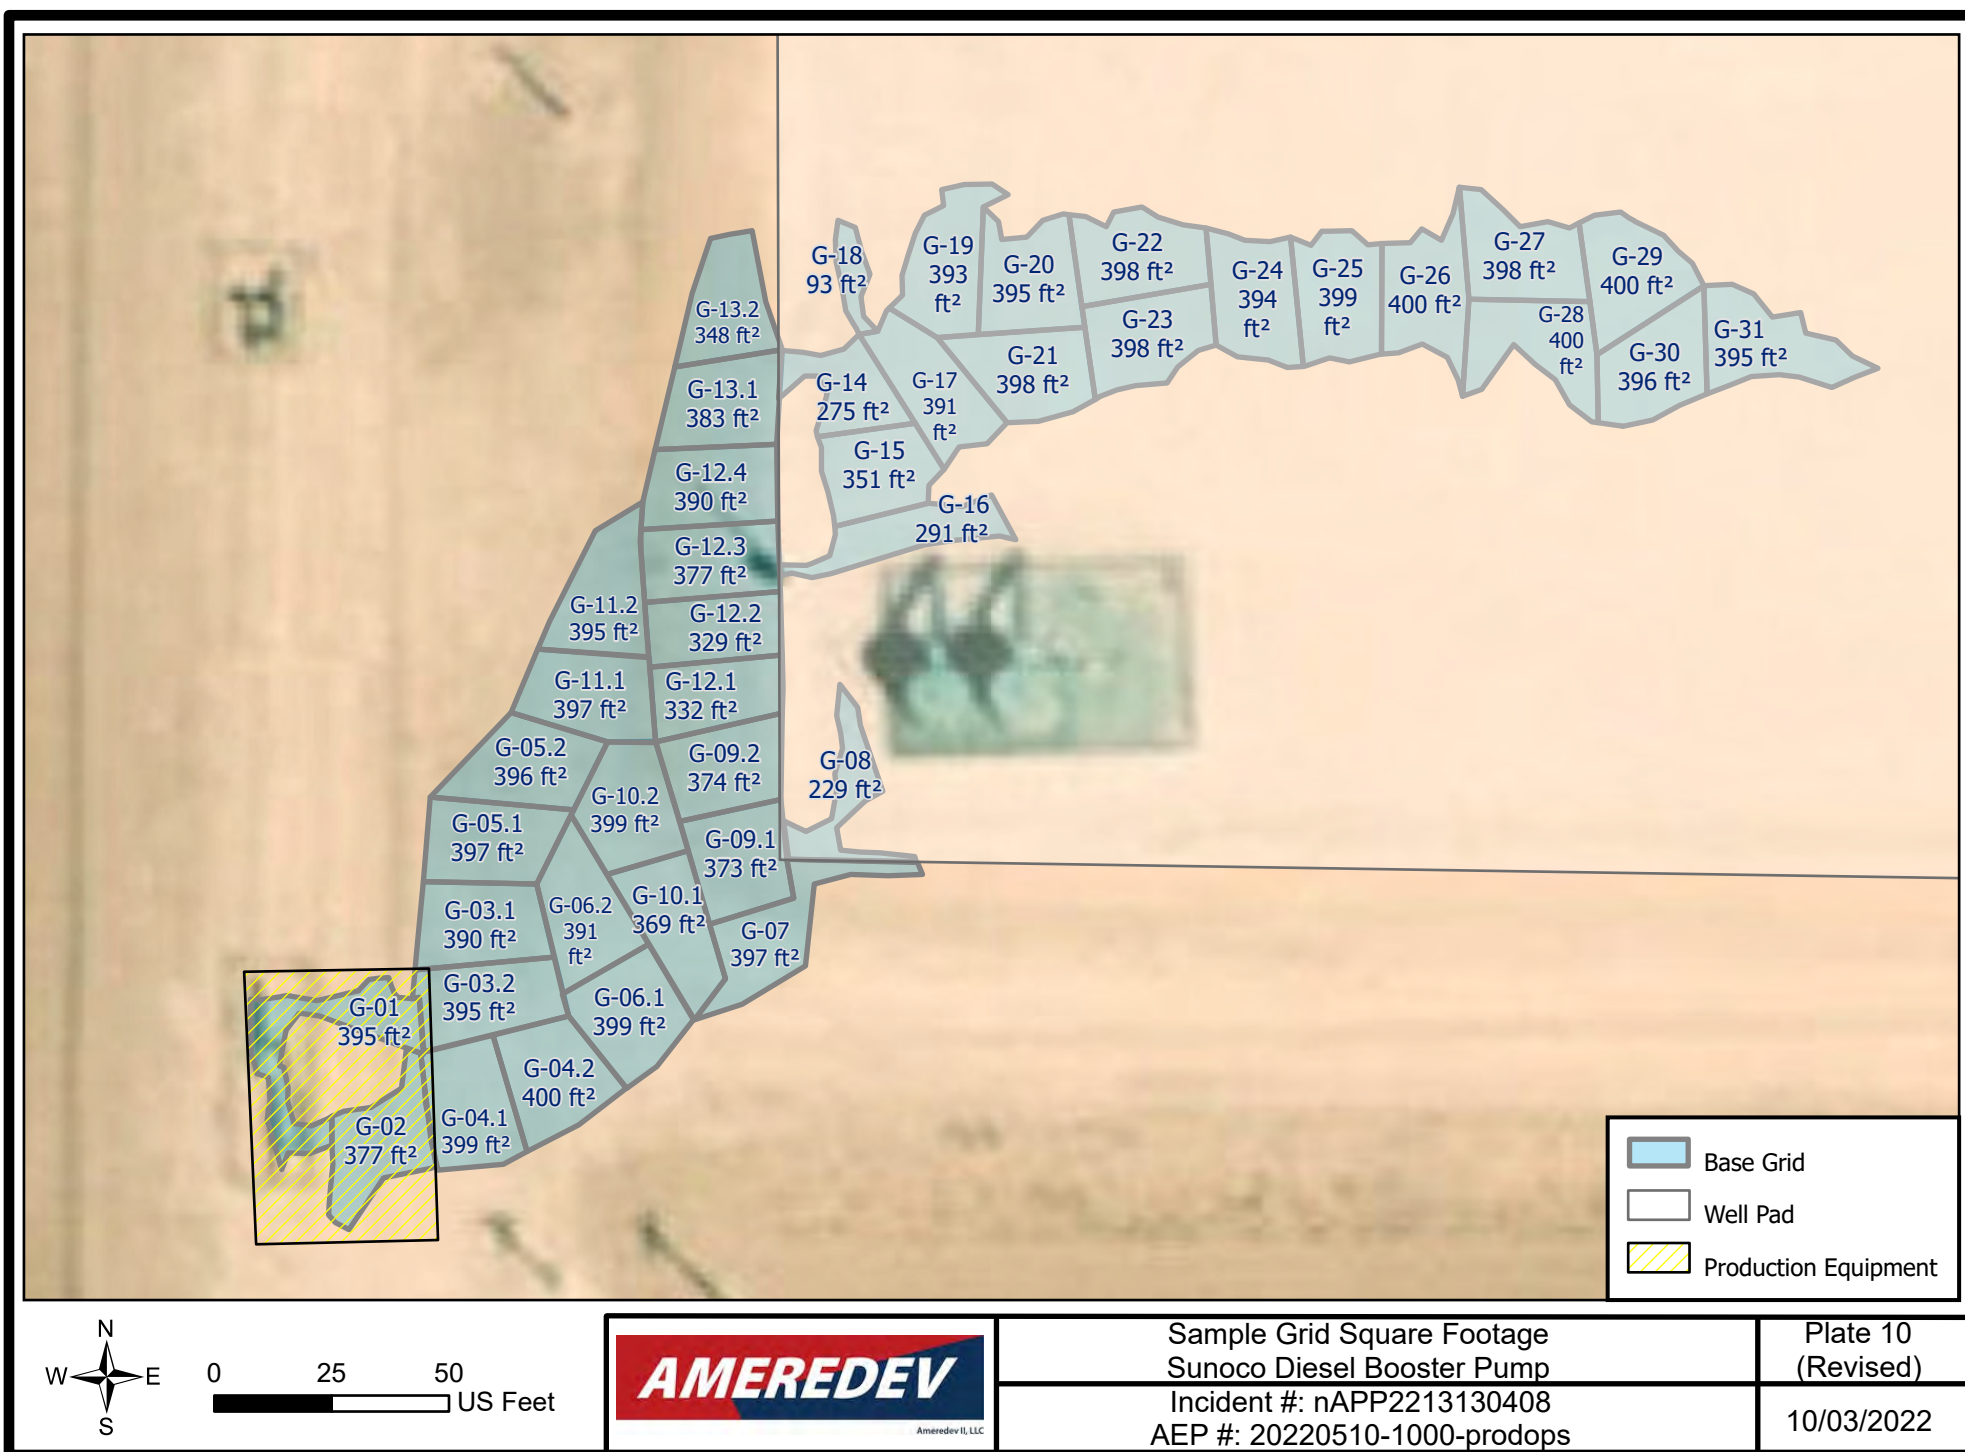 G-18
93 ft²
G-19
393
ft²
G-20
395 ft²
G-22
398 ft²
G-24
394
ft²
G-25
399
ft²
G-26
400 ft²
G-27
398 ft²
G-29
400 ft²
G-28
400
ft²
G-31
395 ft²
G-30
396 ft²
G-23
398 ft²
G-21
398 ft²
G-17
391
ft²
G-14
275 ft²
G-15
351 ft²
G-16
291 ft²
G-13.2
348 ft²
G-13.1
383 ft²
G-12.4
390 ft²
G-12.3
377 ft²
G-12.2
329 ft²
G-12.1
332 ft²
G-11.2
395 ft²
G-11.1
397 ft²
G-05.2
396 ft²
G-09.2
374 ft²
G-08
229 ft²
G-10.2
399 ft²
G-05.1
397 ft²
G-09.1
373 ft²
G-03.1
390 ft²
G-06.2
391
ft²
G-10.1
369 ft²
G-07
397 ft²
G-03.2
395 ft²
G-01
395 ft²
G-06.1
399 ft²
G-04.2
400 ft²
G-04.1
399 ft²
G-02
377 ft²
Base Grid
Well Pad
Production Equipment
N
W E
S
0 25 50
US Feet
AMEREDEV
Ameredev II, LLC
Sample Grid Square Footage
Sunoco Diesel Booster Pump
Incident #: nAPP2213130408
AEP #: 20220510-1000-prodops
Plate 10
(Revised)
10/03/2022